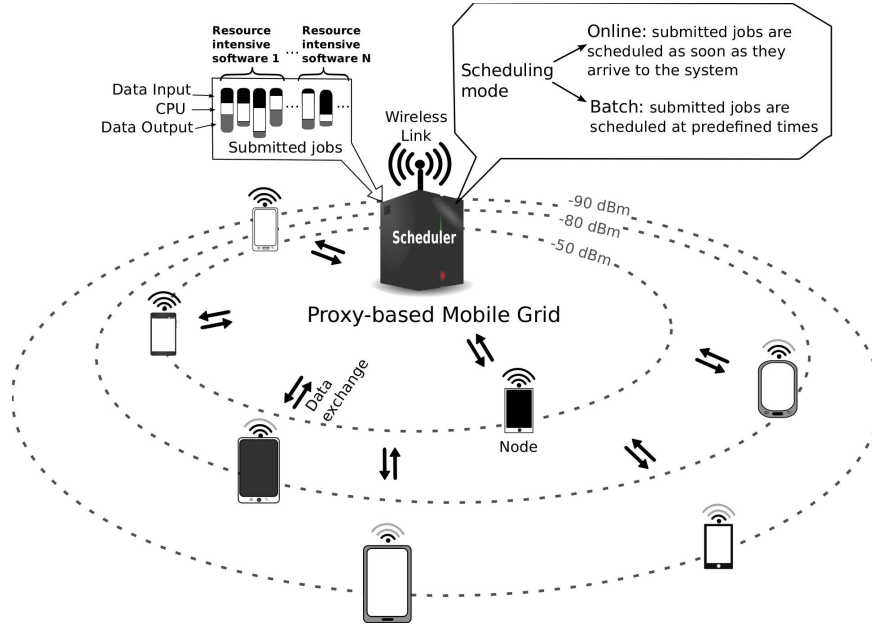 Resource
intensive
software 1
...
Resource
intensive
software N
Data Input
CPU
Data Output
...
...
Submitted jobs
Wireless
Link
Scheduling
mode
Online: submitted jobs are
scheduled as soon as they
arrive to the system
Batch: submitted jobs are
scheduled at predefined times
-90 dBm
-80 dBm
-50 dBm
Scheduler
Proxy-based Mobile Grid
Data
exchange
Node